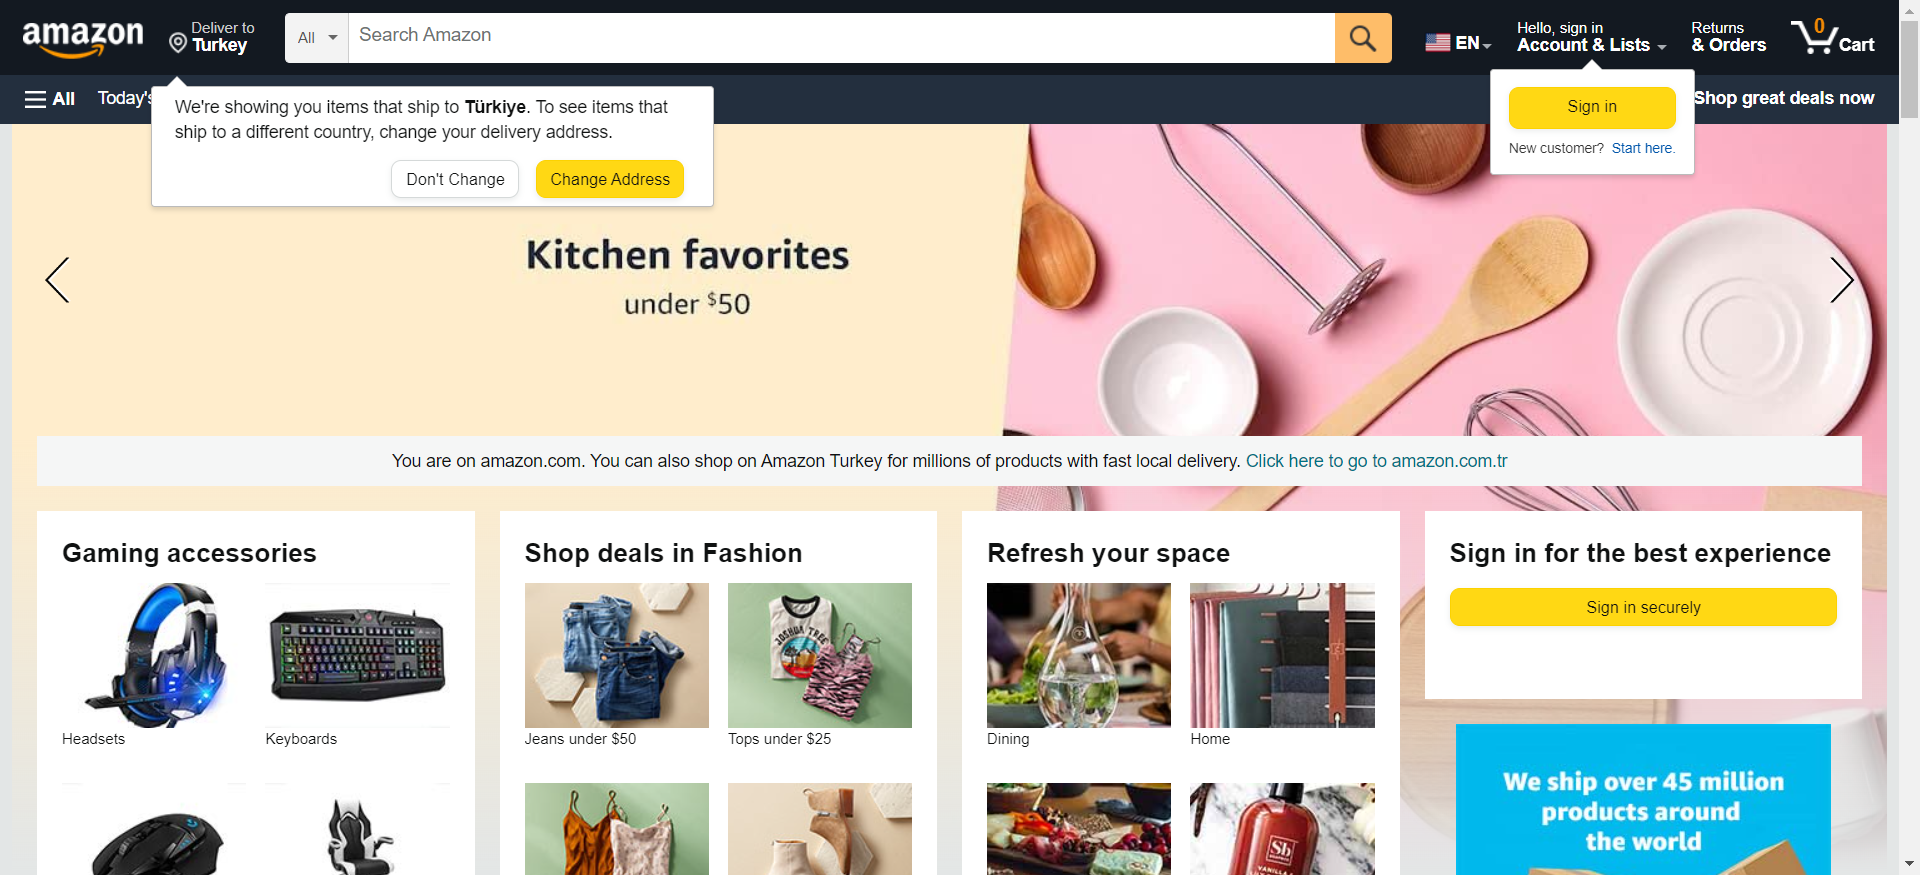 amazon
Deliver to
Turkey
All
Search Amazon
EN
Hello, sign in
Account & Lists
Returns
& Orders
0
Cart
All
Today's
Shop great deals now
We're showing you items that ship to Türkiye. To see items that
ship to a different country, change your delivery address.
Don't Change
Change Address
Sign in
New customer? Start here.
Kitchen favorites
under $50
You are on amazon.com. You can also shop on Amazon Turkey for millions of products with fast local delivery. Click here to go to amazon.com.tr
Gaming accessories
Headsets
Keyboards
Shop deals in Fashion
JOSHUA TREE
Jeans under $50
Tops under $25
Refresh your space
Dining
Home
Sb
Sign in for the best experience
Sign in securely
We ship over 45 million
products around
the world